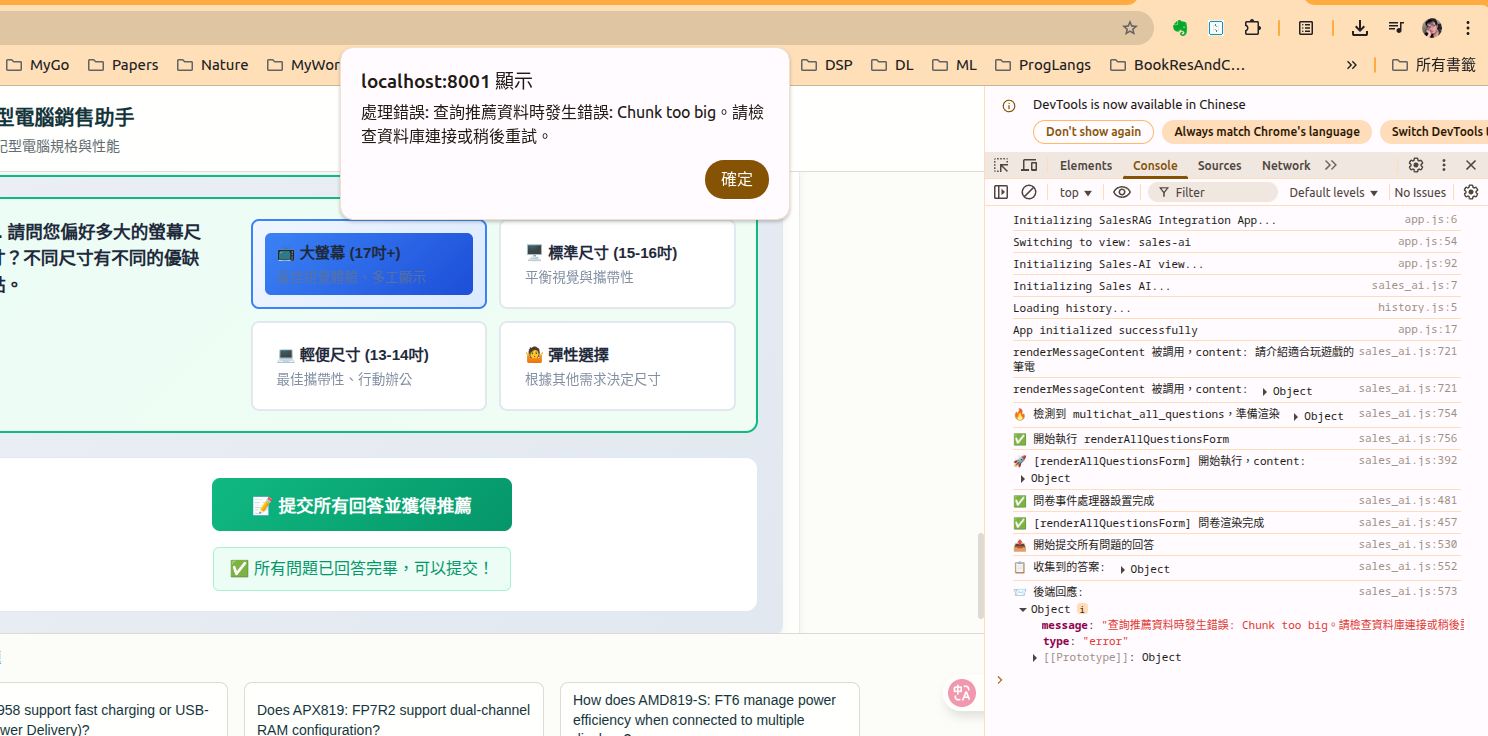 MyGo
Papers
Nature
MyWor
DSP
DL
ML
ProgLangs
BookResAndC…
»
所有書籤
localhost:8001 顯示
處理錯誤: 查詢推薦資料時發生錯誤: Chunk too big。請檢
查資料庫連接或稍後重試。
確定
型電腦銷售助手
記型電腦規格與性能
. 請問您偏好多大的螢幕尺
寸？不同尺寸有不同的優缺
點。
📺 大螢幕 (17吋+)
最佳視覺體驗、多工顯示
🖥️ 標準尺寸 (15-16吋)
平衡視覺與攜帶性
💻 輕便尺寸 (13-14吋)
最佳攜帶性、行動辦公
🤷 彈性選擇
根據其他需求決定尺寸
📝 提交所有回答並獲得推薦
✅ 所有問題已回答完畢，可以提交！
958 support fast charging or USB-
wer Delivery)?
Does APX819: FP7R2 support dual-channel
RAM configuration?
How does AMD819-S: FT6 manage power
efficiency when connected to multiple
DevTools is now available in Chinese
Don't show again
Always match Chrome's language
Switch DevTools
Elements
Console
Sources
Network
top
Filter
Default levels
No Issues
Initializing SalesRAG Integration App... app.js:6
Switching to view: sales-ai app.js:54
Initializing Sales-AI view... app.js:92
Initializing Sales AI... sales_ai.js:7
Loading history... history.js:5
App initialized successfully app.js:17
renderMessageContent 被調用，content: 請介紹適合玩遊戲的 sales_ai.js:721
筆電
renderMessageContent 被調用，content: Object sales_ai.js:721
🔥 檢測到 multichat_all_questions，準備渲染 Object sales_ai.js:754
✅ 開始執行 renderAllQuestionsForm sales_ai.js:756
🚀 [renderAllQuestionsForm] 開始執行，content: sales_ai.js:392
Object
✅ 問卷事件處理器設置完成 sales_ai.js:481
✅ [renderAllQuestionsForm] 問卷渲染完成 sales_ai.js:457
📤 開始提交所有問題的回答 sales_ai.js:530
📋 收集到的答案: Object sales_ai.js:552
📨 後端回應: sales_ai.js:573
Object i
message: "查詢推薦資料時發生錯誤: Chunk too big。請檢查資料庫連接或稍後重
type: "error"
[[Prototype]]: Object